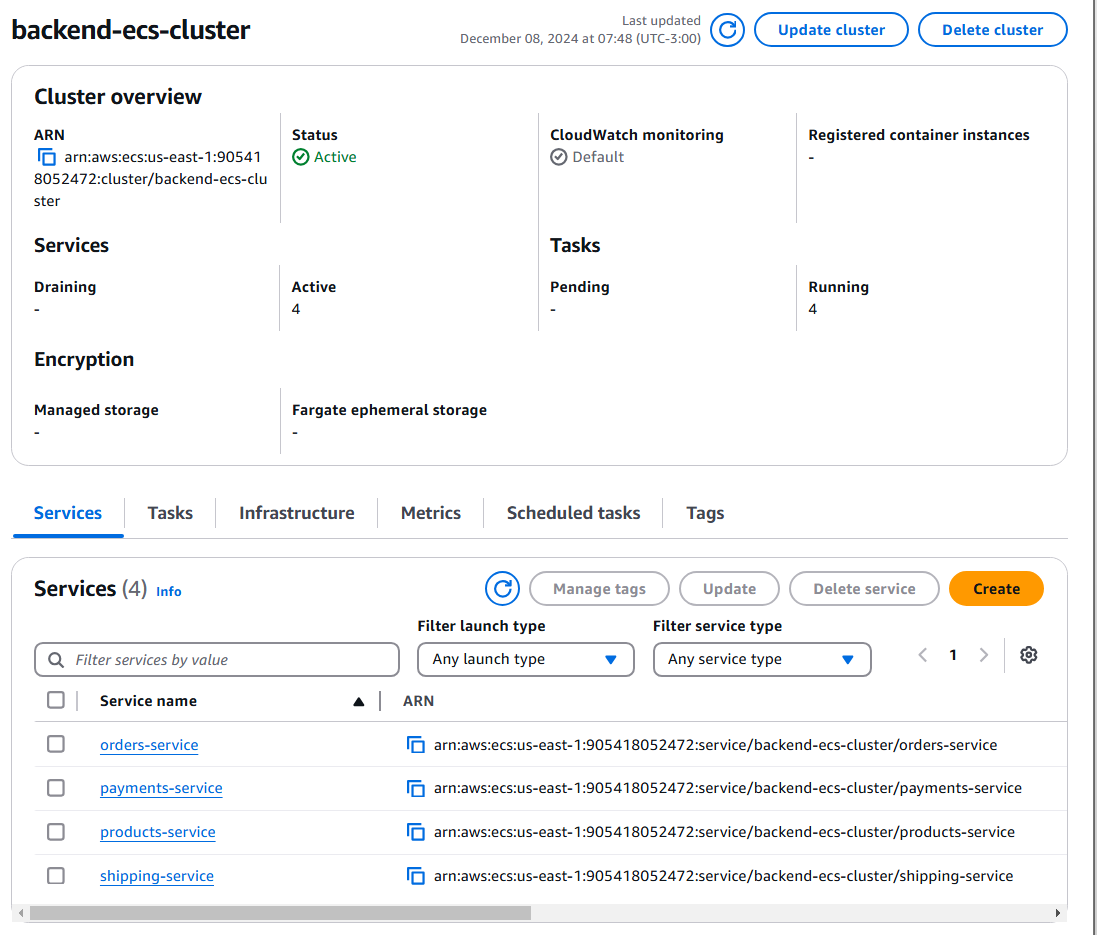 backend-ecs-cluster
Last updated
December 08, 2024 at 07:48 (UTC-3:00)
Update cluster
Delete cluster
Cluster overview
ARN
arn:aws:ecs:us-east-1:90541
8052472:cluster/backend-ecs-clu
ster
Status
Active
CloudWatch monitoring
Default
Registered container instances
-
Services
Tasks
Draining
-
Active
4
Pending
-
Running
4
Encryption
Managed storage
-
Fargate ephemeral storage
-
Services
Tasks
Infrastructure
Metrics
Scheduled tasks
Tags
Services (4) Info
Manage tags
Update
Delete service
Create
Filter services by value
Filter launch type
Any launch type
Filter service type
Any service type
1
Service name
ARN
orders-service
arn:aws:ecs:us-east-1:905418052472:service/backend-ecs-cluster/orders-service
payments-service
arn:aws:ecs:us-east-1:905418052472:service/backend-ecs-cluster/payments-service
products-service
arn:aws:ecs:us-east-1:905418052472:service/backend-ecs-cluster/products-service
shipping-service
arn:aws:ecs:us-east-1:905418052472:service/backend-ecs-cluster/shipping-service